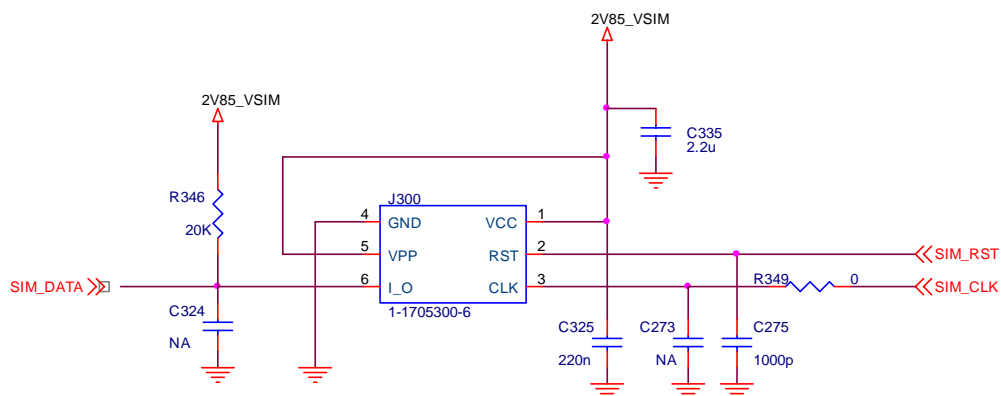 2V85_VSIM
2V85_VSIM
C335
2.2u
R346
20K
J300
4 GND VCC 1
5 VPP RST 2
6 I_O CLK 3
1-1705300-6
SIM_DATA
SIM_RST
R349 0 SIM_CLK
C324
NA
C325
220n
C273
NA
C275
1000p